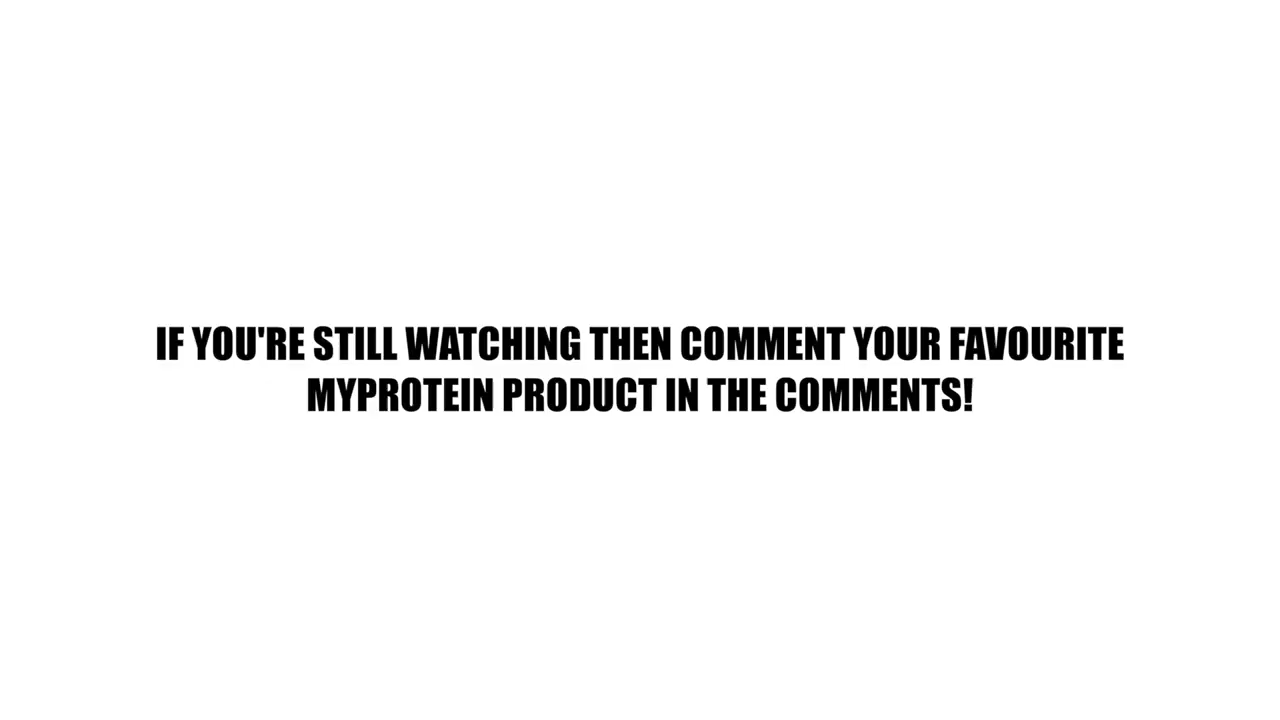 IF YOU'RE STILL WATCHING THEN COMMENT YOUR FAVOURITE
MYPROTEIN PRODUCT IN THE COMMENTS!